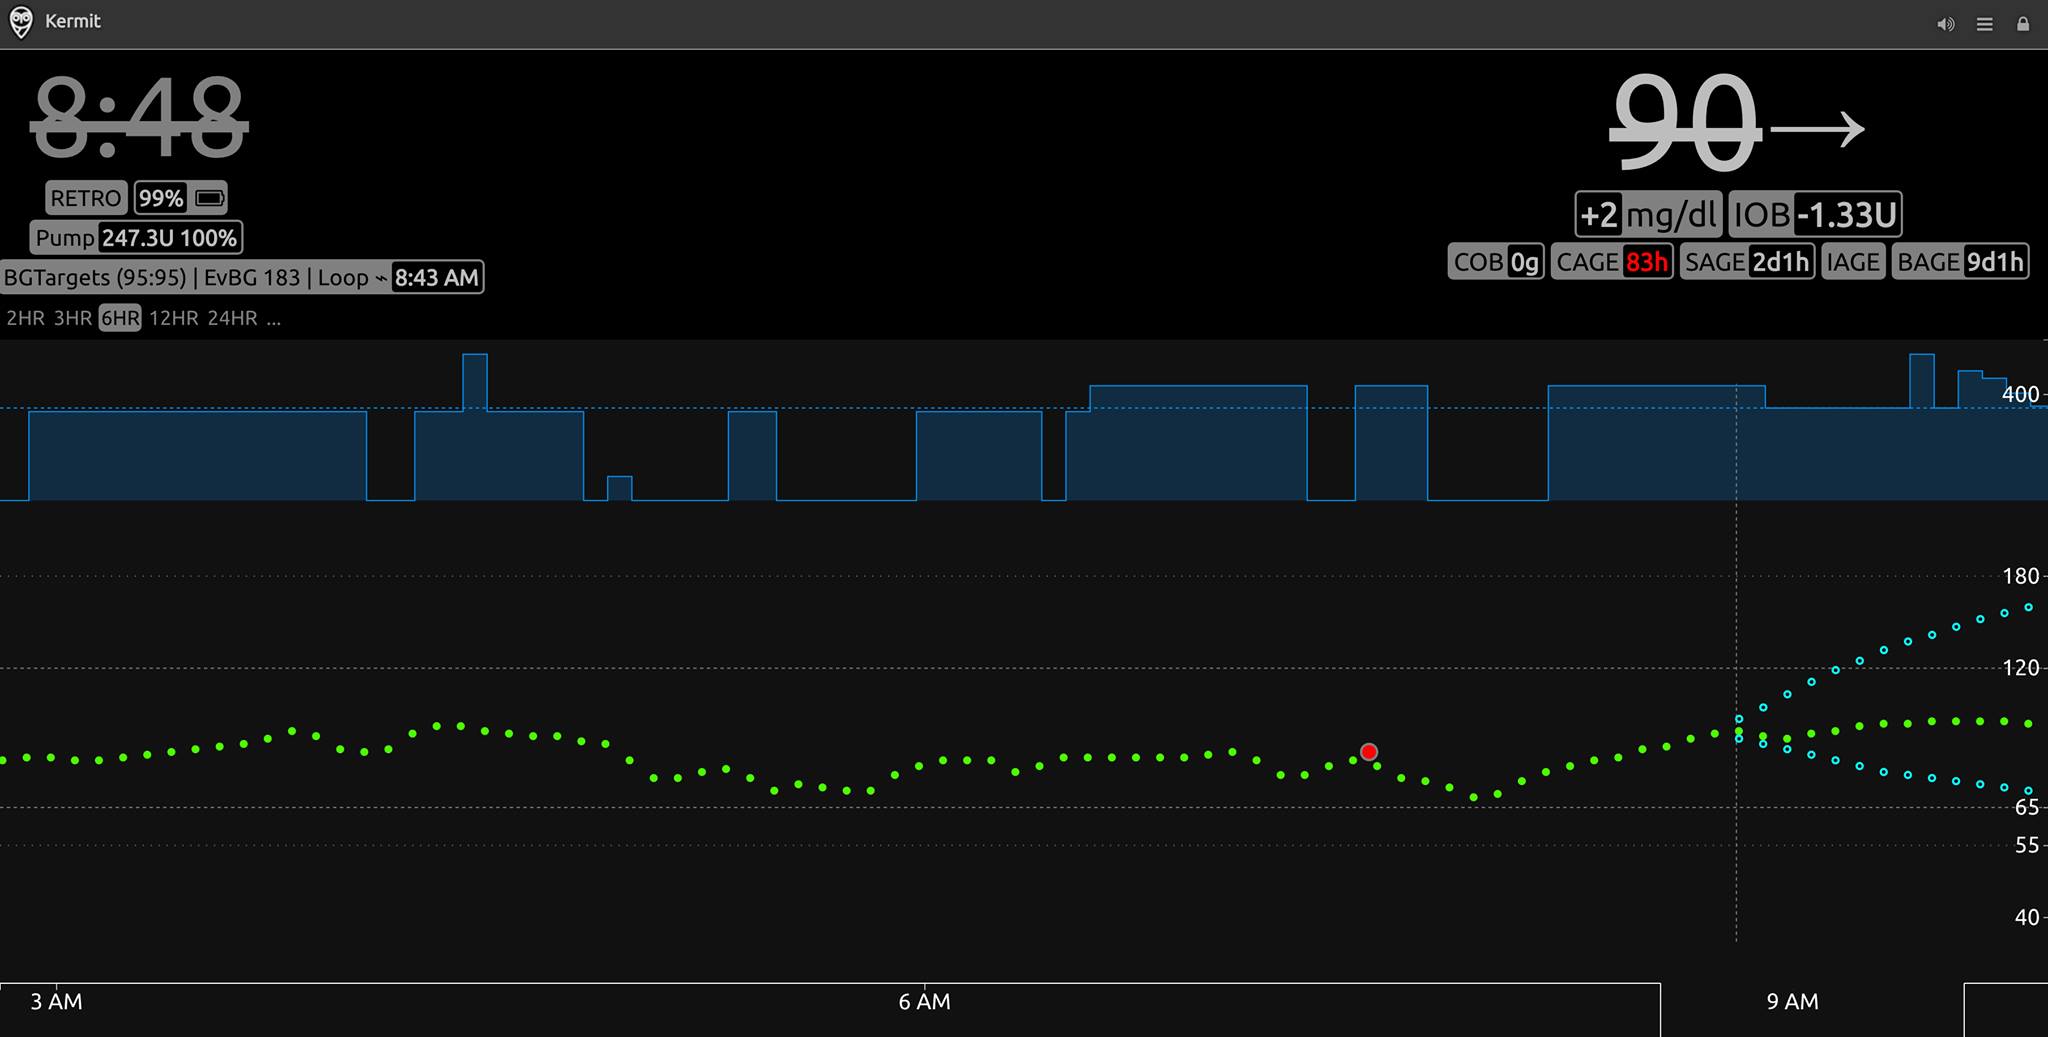 Kermit
8:48
90→
RETRO 99%
+2 mg/dl IOB -1.33U
Pump 247.3U 100%
COB 0g CAGE 83h SAGE 2d1h IAGE BAGE 9d1h
BGTargets (95:95) | EvBG 183 | Loop ⌁ 8:43 AM
2HR 3HR 6HR 12HR 24HR ...
400
180
120
65
55
40
3 AM 6 AM 9 AM